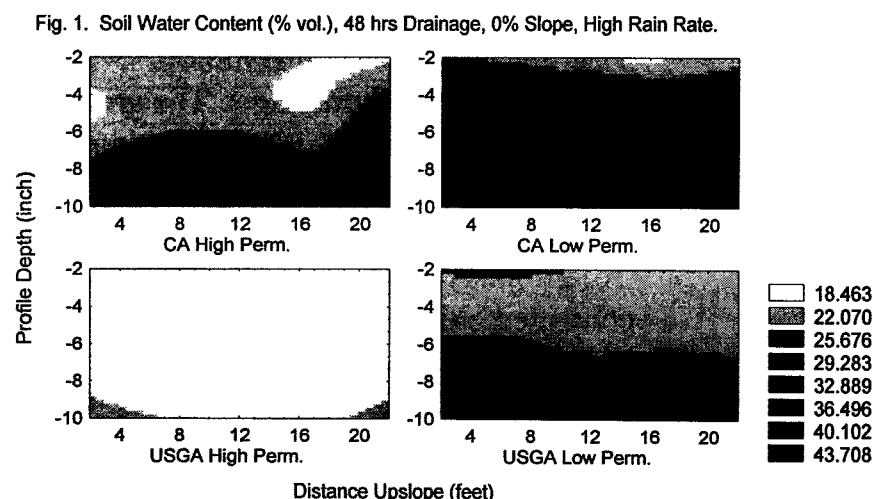 Fig. 1. Soil Water Content (% vol.), 48 hrs Drainage, 0% Slope, High Rain Rate.
Profile Depth (inch)
-2
-4
-6
-8
-10
4 8 12 16 20
CA High Perm.
-2
-4
-6
-8
-10
4 8 12 16 20
CA Low Perm.
-2
-4
-6
-8
-10
4 8 12 16 20
USGA High Perm.
-2
-4
-6
-8
-10
4 8 12 16 20
USGA Low Perm.
18.463
22.070
25.676
29.283
32.889
36.496
40.102
43.708
Distance Upslope (feet)